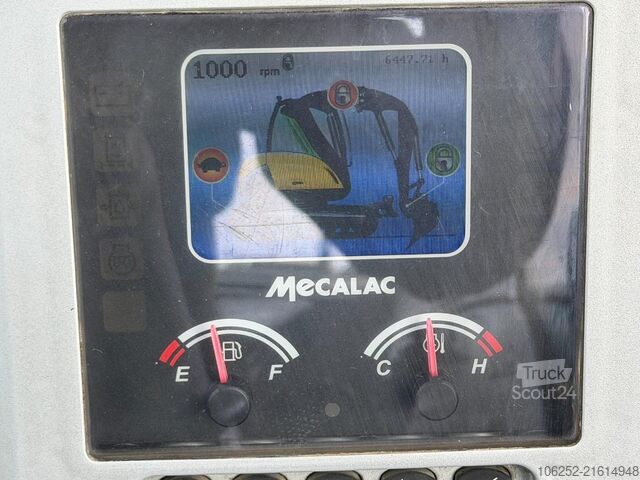 1000 rpm 6447.71 h
MECALAC
E F C H
Truck
Scout24
106252-21614948